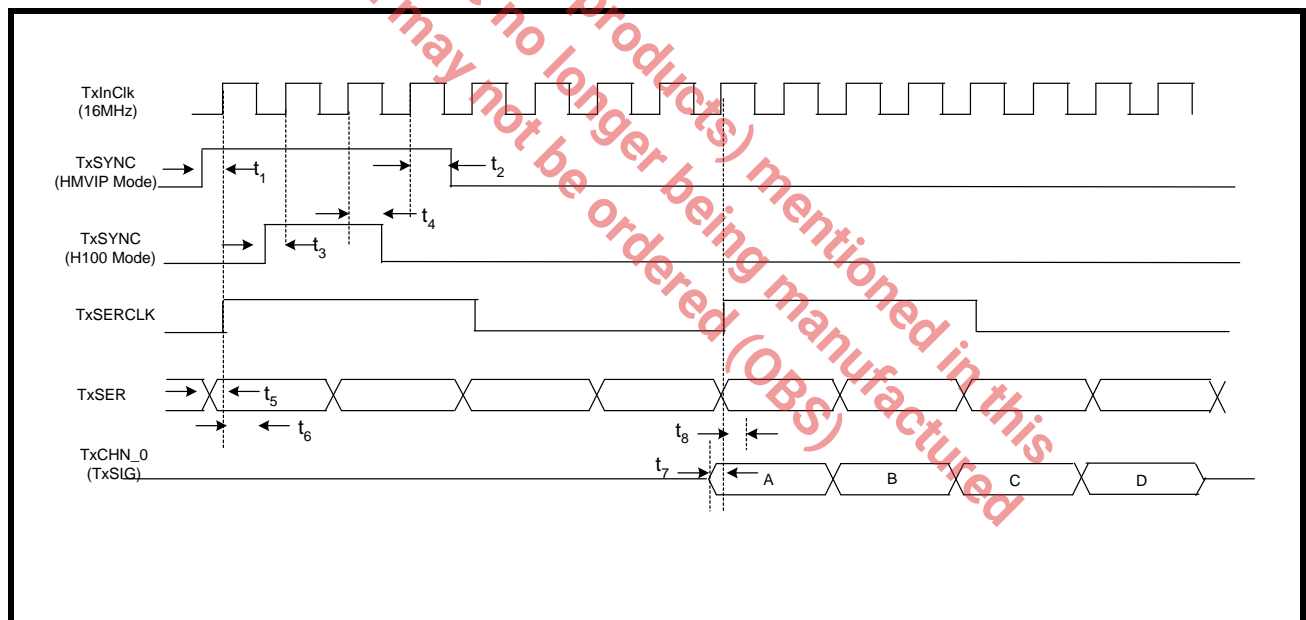 products) mentioned in this
no longer being manufactured
may not be ordered (OBS)
TxInClk
(16MHz)
TxSYNC
(HMVIP Mode)
t1
t2
TxSYNC
(H100 Mode)
t3
t4
TxSERCLK
TxSER
t5
t6
TxCHN_0
(TxSIG)
t7
t8
A
B
C
D